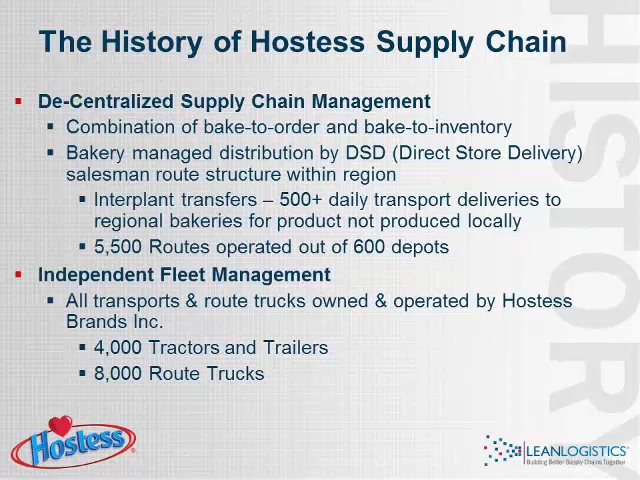 The History of Hostess Supply Chain
De-Centralized Supply Chain Management
Combination of bake-to-order and bake-to-inventory
Bakery managed distribution by DSD (Direct Store Delivery)
salesman route structure within region
Interplant transfers – 500+ daily transport deliveries to
regional bakeries for product not produced locally
5,500 Routes operated out of 600 depots
Independent Fleet Management
All transports & route trucks owned & operated by Hostess
Brands Inc.
4,000 Tractors and Trailers
8,000 Route Trucks
HISTORY
Hostess®
LEANLOGISTICS
Building Better Supply Chains Together